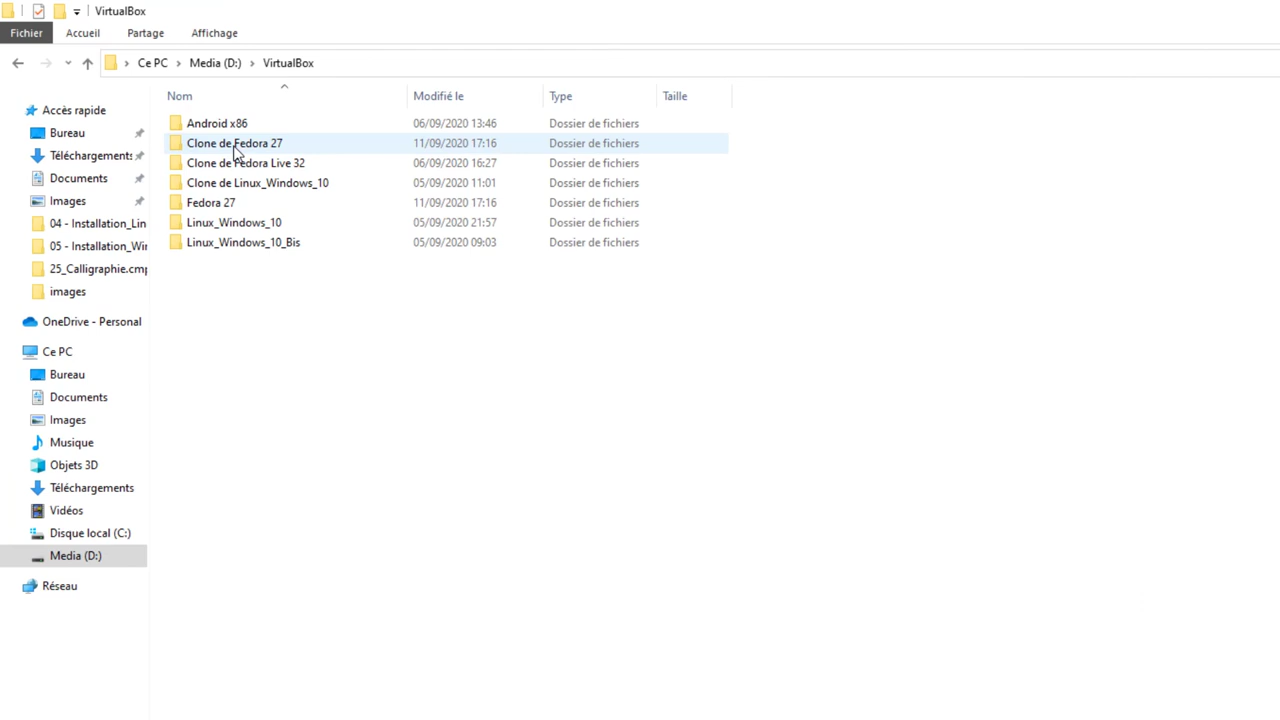 VirtualBox
Fichier Accueil Partage Affichage
Ce PC Media (D:) VirtualBox
Nom Modifié le Type Taille
Accès rapide
Bureau
Téléchargements
Documents
Images
04 - Installation_Lin
05 - Installation_Wir
25_Calligraphie.cmp
images
OneDrive - Personal
Ce PC
Bureau
Documents
Images
Musique
Objets 3D
Téléchargements
Vidéos
Disque local (C:)
Media (D:)
Réseau
Android x86 06/09/2020 13:46 Dossier de fichiers
Clone de Fedora 27 11/09/2020 17:16 Dossier de fichiers
Clone de Fedora Live 32 06/09/2020 16:27 Dossier de fichiers
Clone de Linux_Windows_10 05/09/2020 11:01 Dossier de fichiers
Fedora 27 11/09/2020 17:16 Dossier de fichiers
Linux_Windows_10 05/09/2020 21:57 Dossier de fichiers
Linux_Windows_10_Bis 05/09/2020 09:03 Dossier de fichiers